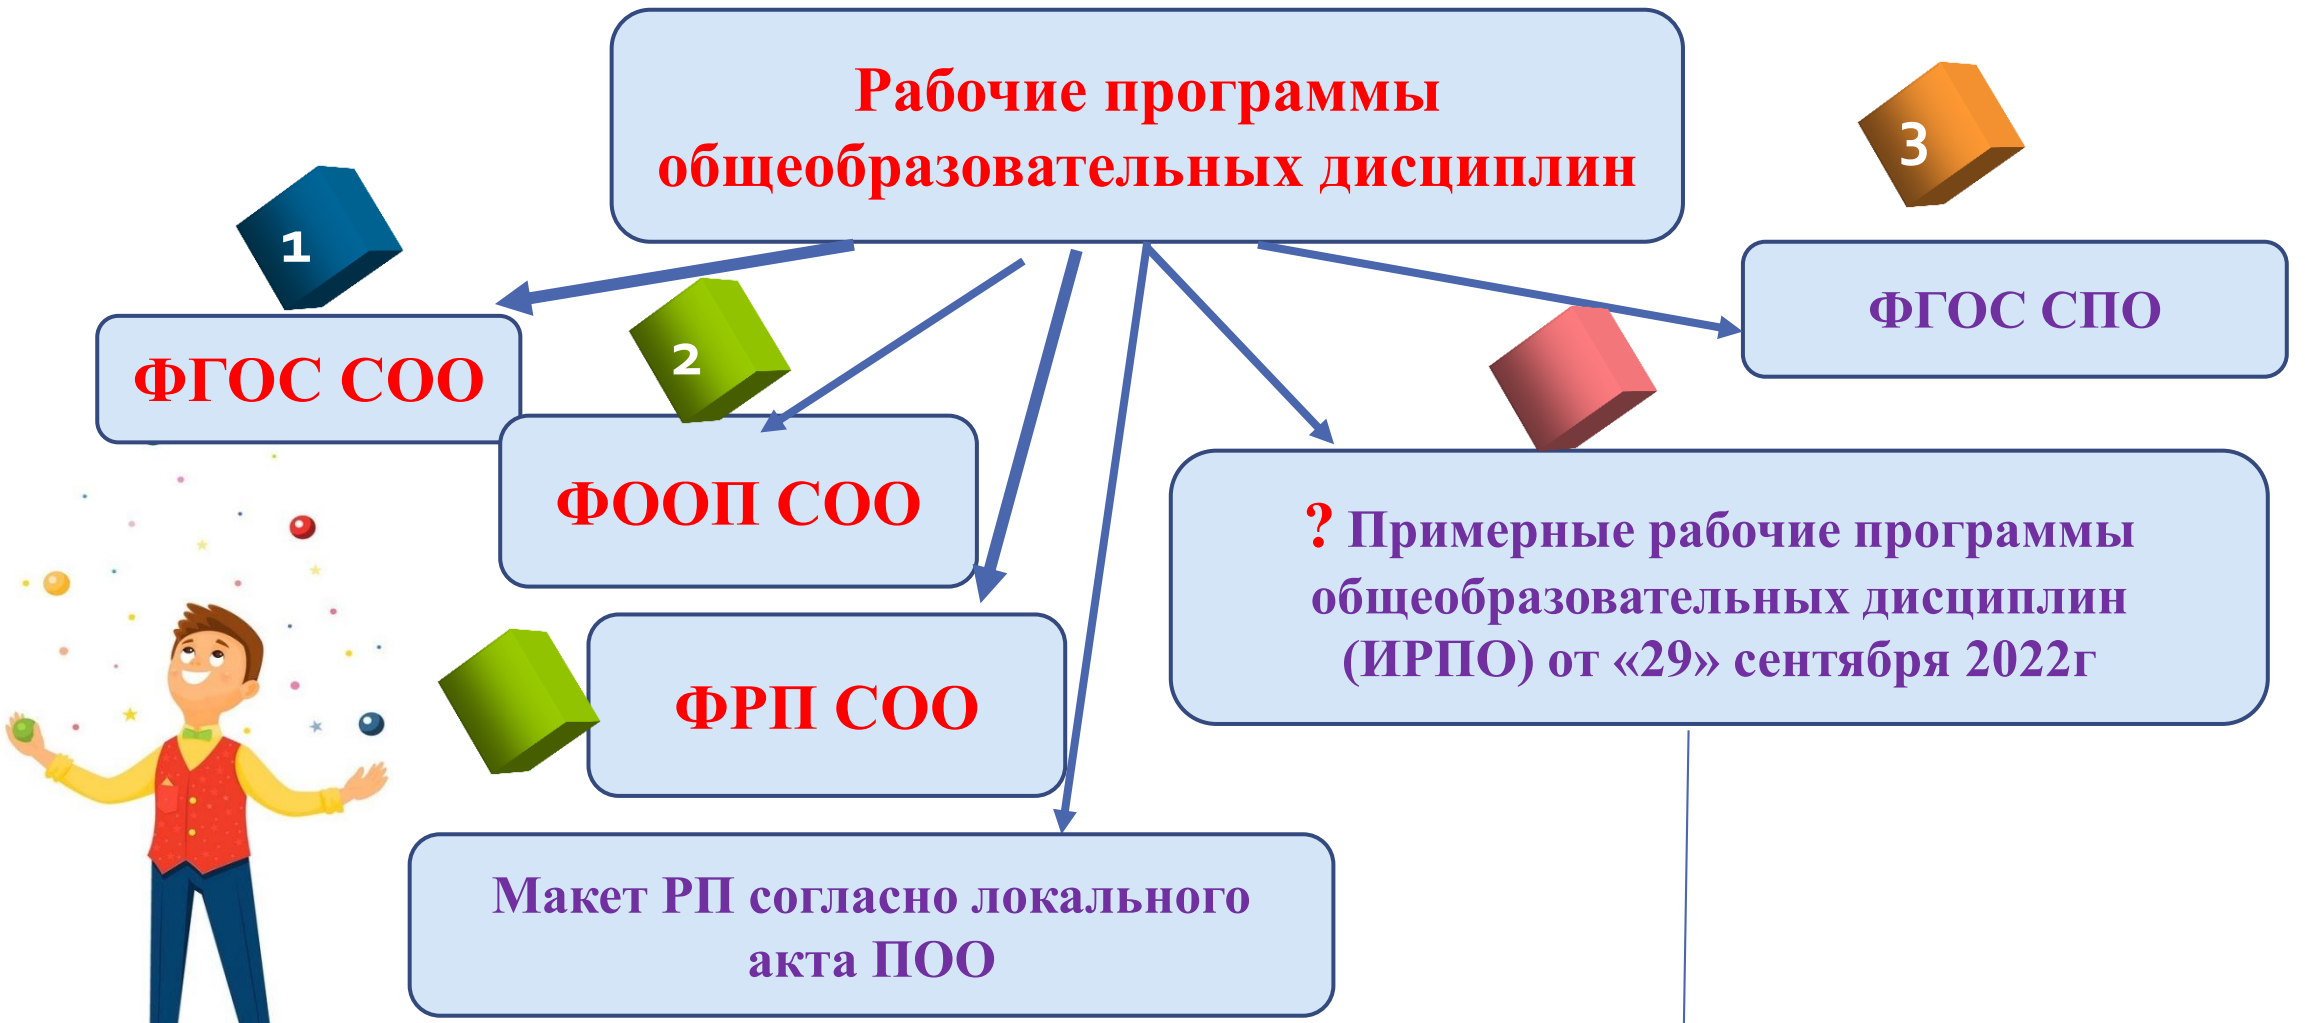 Рабочие программы
общеобразовательных дисциплин
3
1
ФГОС СПО
2
ФГОС СОО
ФООП СОО
? Примерные рабочие программы
общеобразовательных дисциплин
(ИРПО) от «29» сентября 2022г
ФРП СОО
Макет РП согласно локального
акта ПОО